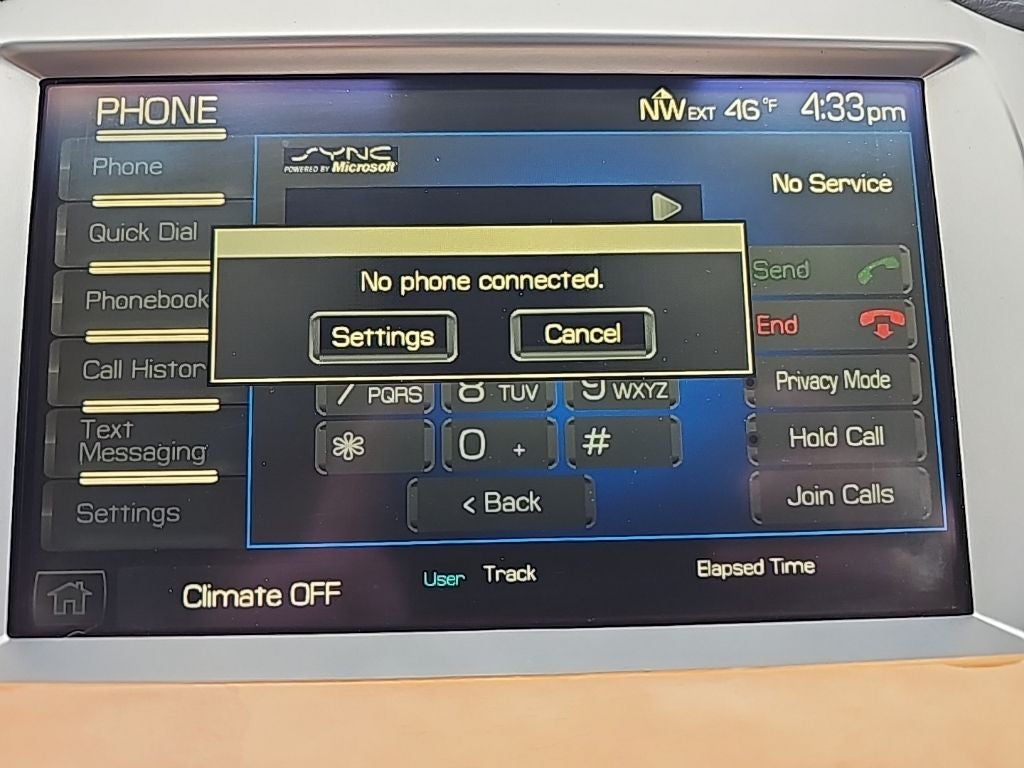 PHONE
NW EXT 46°F 4:33pm
Phone
SYNC
POWERED BY Microsoft
No Service
Quick Dial
Phonebook
Call Histor
Text
Messaging
Settings
No phone connected.
Settings Cancel
Send
End
Privacy Mode
Hold Call
Join Calls
7 PQRS 8 TUV 9 WXYZ
* 0 + #
< Back
Climate OFF
User Track
Elapsed Time